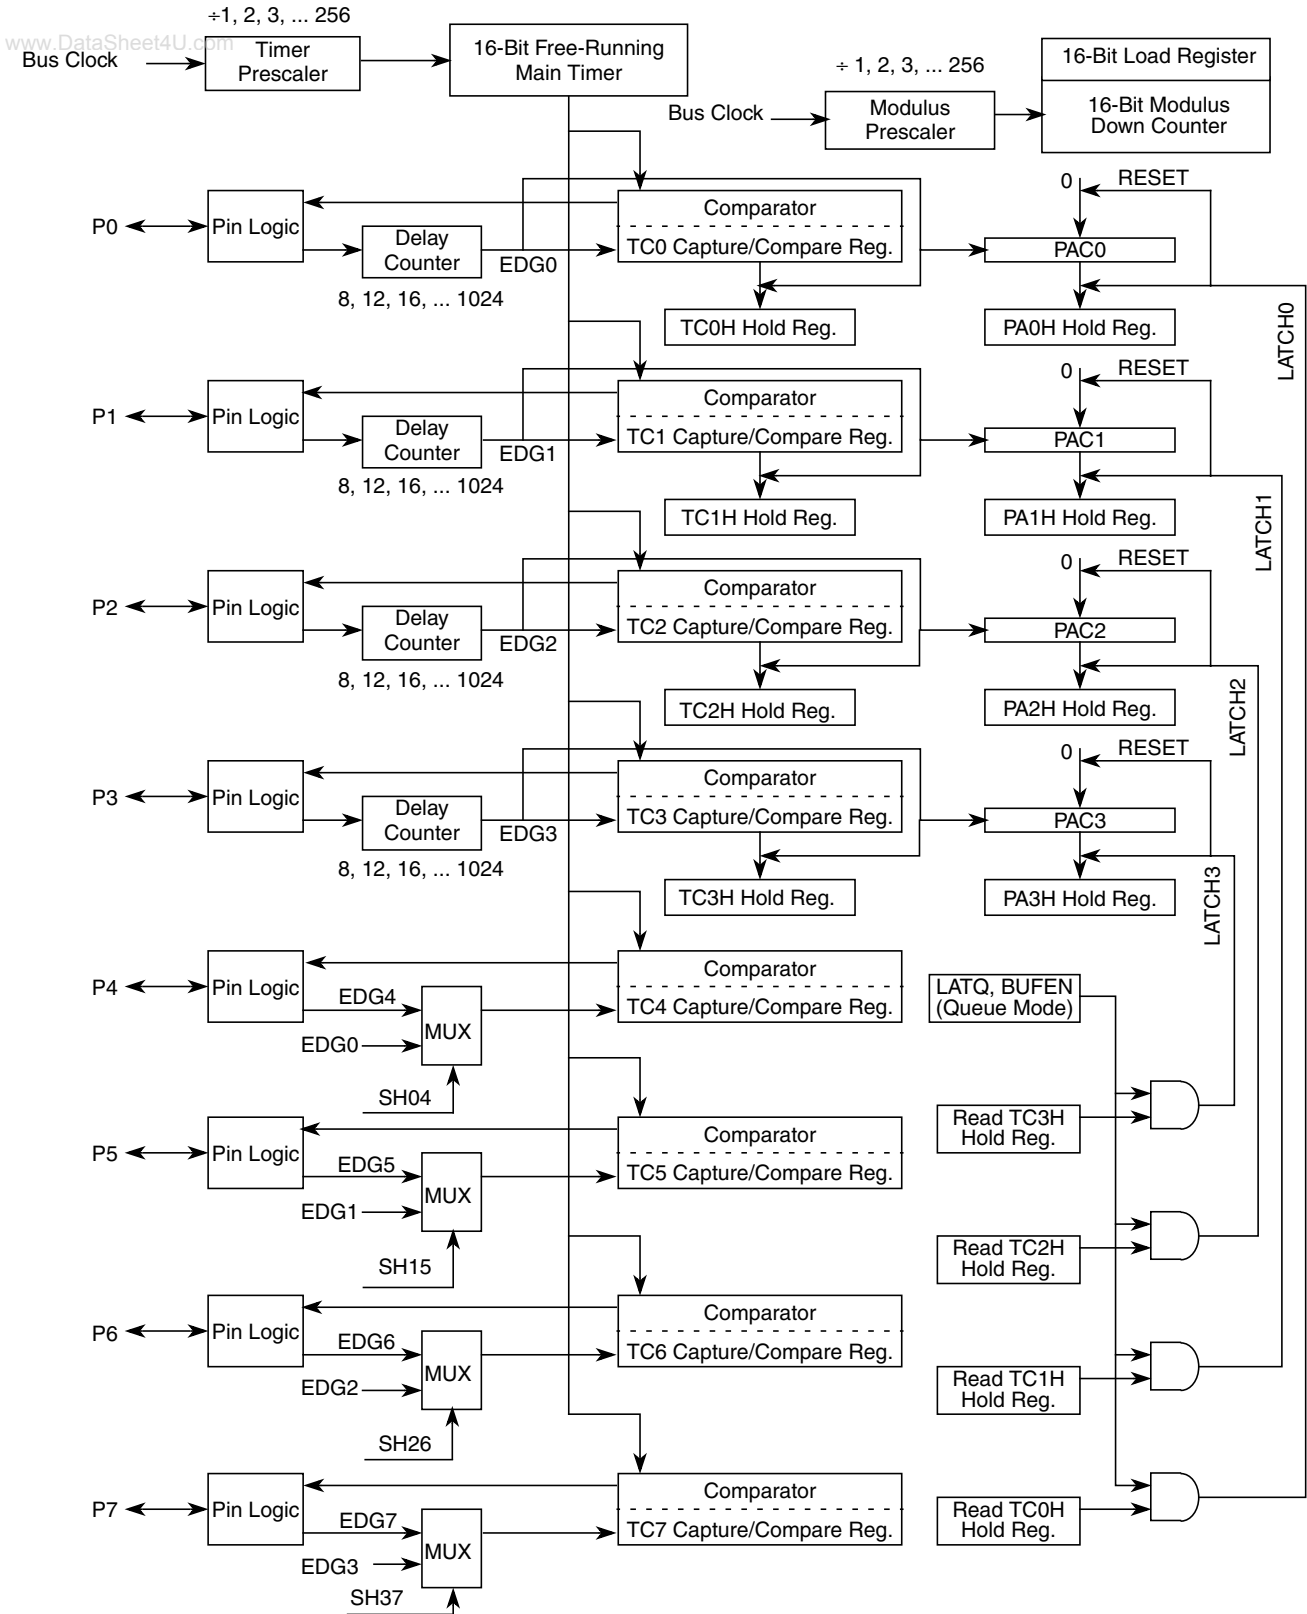 ÷1, 2, 3, ... 256
www.DataSheet4U.com
Bus Clock
Timer
Prescaler
16-Bit Free-Running
Main Timer
÷ 1, 2, 3, ... 256
Bus Clock
Modulus
Prescaler
16-Bit Load Register
16-Bit Modulus
Down Counter
P0
Pin Logic
Delay
Counter
8, 12, 16, ... 1024
EDG0
Comparator
TC0 Capture/Compare Reg.
TC0H Hold Reg.
0
RESET
PAC0
PA0H Hold Reg.
LATCH0
P1
Pin Logic
Delay
Counter
8, 12, 16, ... 1024
EDG1
Comparator
TC1 Capture/Compare Reg.
TC1H Hold Reg.
0
RESET
PAC1
PA1H Hold Reg.
LATCH1
P2
Pin Logic
Delay
Counter
8, 12, 16, ... 1024
EDG2
Comparator
TC2 Capture/Compare Reg.
TC2H Hold Reg.
0
RESET
PAC2
PA2H Hold Reg.
LATCH2
P3
Pin Logic
Delay
Counter
8, 12, 16, ... 1024
EDG3
Comparator
TC3 Capture/Compare Reg.
TC3H Hold Reg.
0
RESET
PAC3
PA3H Hold Reg.
LATCH3
P4
Pin Logic
EDG4
EDG0
MUX
SH04
Comparator
TC4 Capture/Compare Reg.
LATQ, BUFEN
(Queue Mode)
P5
Pin Logic
EDG5
EDG1
MUX
SH15
Comparator
TC5 Capture/Compare Reg.
Read TC3H
Hold Reg.
P6
Pin Logic
EDG6
EDG2
MUX
SH26
Comparator
TC6 Capture/Compare Reg.
Read TC2H
Hold Reg.
Read TC1H
Hold Reg.
P7
Pin Logic
EDG7
EDG3
MUX
SH37
Comparator
TC7 Capture/Compare Reg.
Read TC0H
Hold Reg.